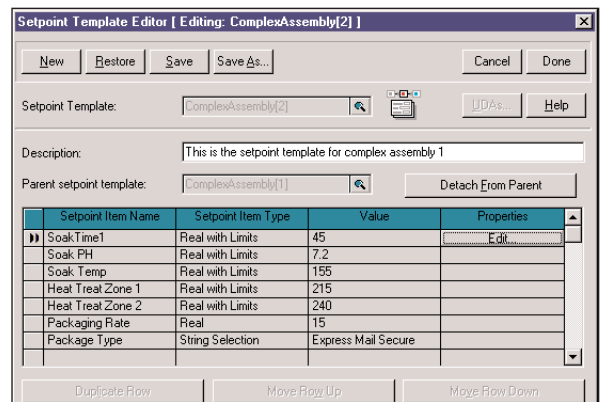 Setpoint Template Editor [ Editing: ComplexAssembly[2] ]
New Restore Save Save As... Cancel Done
Setpoint Template: ComplexAssembly[2] UDAs... Help
Description: This is the setpoint template for complex assembly 1
Parent setpoint template: ComplexAssembly[1] Detach From Parent
Setpoint Item Name Setpoint Item Type Value Properties
SoakTime1 Real with Limits 45 Edit...
Soak PH Real with Limits 7.2
Soak Temp Real with Limits 155
Heat Treat Zone 1 Real with Limits 215
Heat Treat Zone 2 Real with Limits 240
Packaging Rate Real 15
Package Type String Selection Express Mail Secure
Duplicate Row Move Row Up Move Row Down